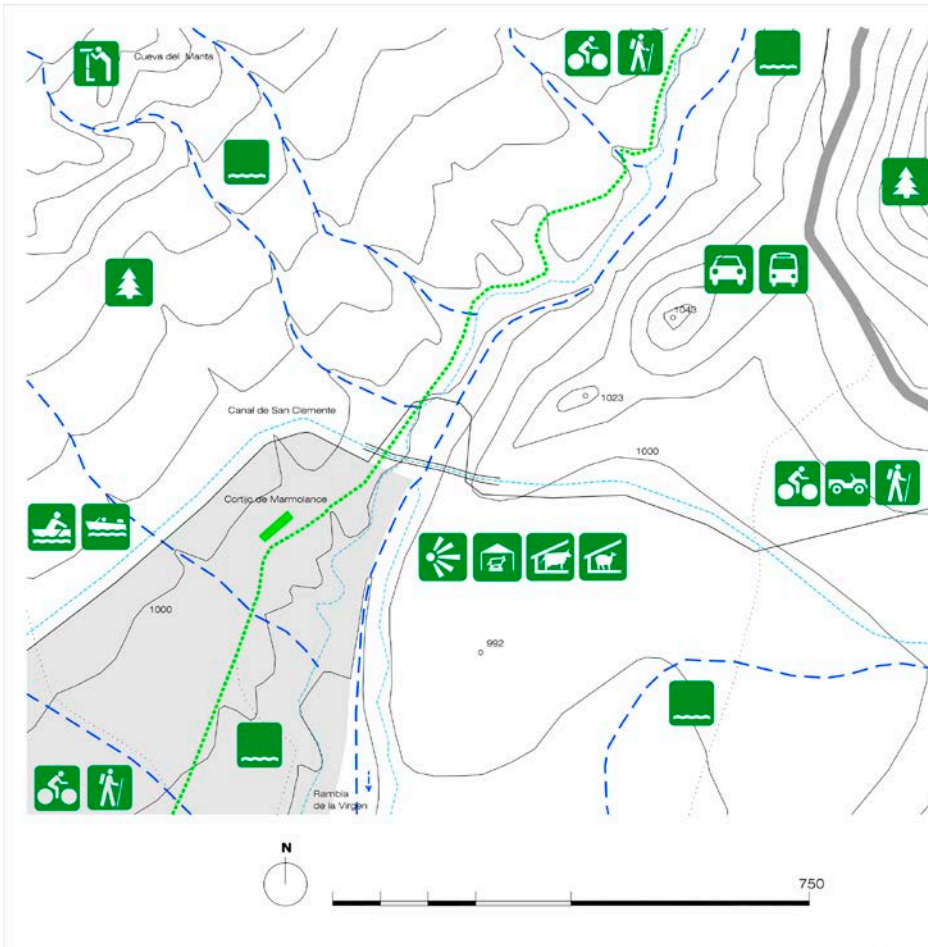 Cueva del Manta
1043
1023
Canal de San Clemente
1000
Cortijo de Marmolance
1000
992
Rambla
de la Virgen
N
750